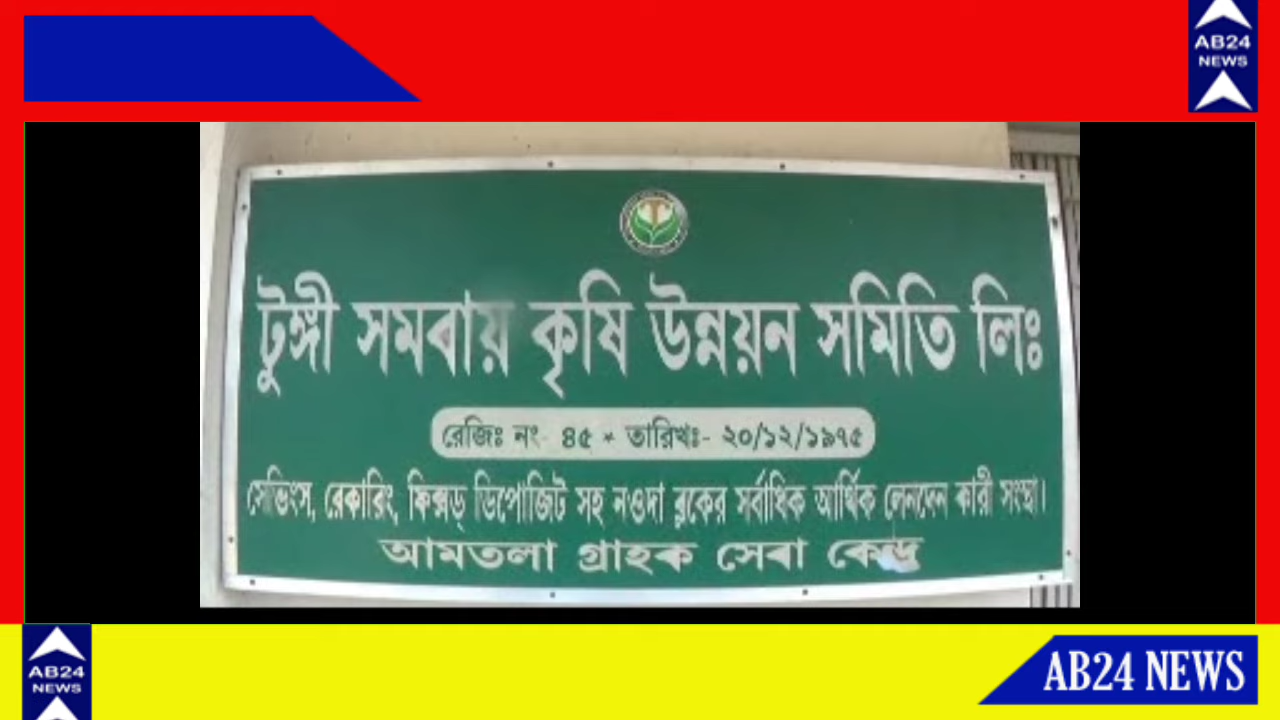 AB24
NEWS
টুঙ্গী সমবায় কৃষি উন্নয়ন সমিতি লিঃ
রেজিঃ নং- ৪৫ * তারিখঃ- ২০/১২/১৯৭৫
সেভিংস, রেকারিং, ফিক্সড্ ডিপোজিট সহ নওদা ব্লকের সর্বাধিক আর্থিক লেনদেন কারী সংস্থা।
আমতলা গ্রাহক সেবা কেন্দ্র
AB24
NEWS
AB24 NEWS